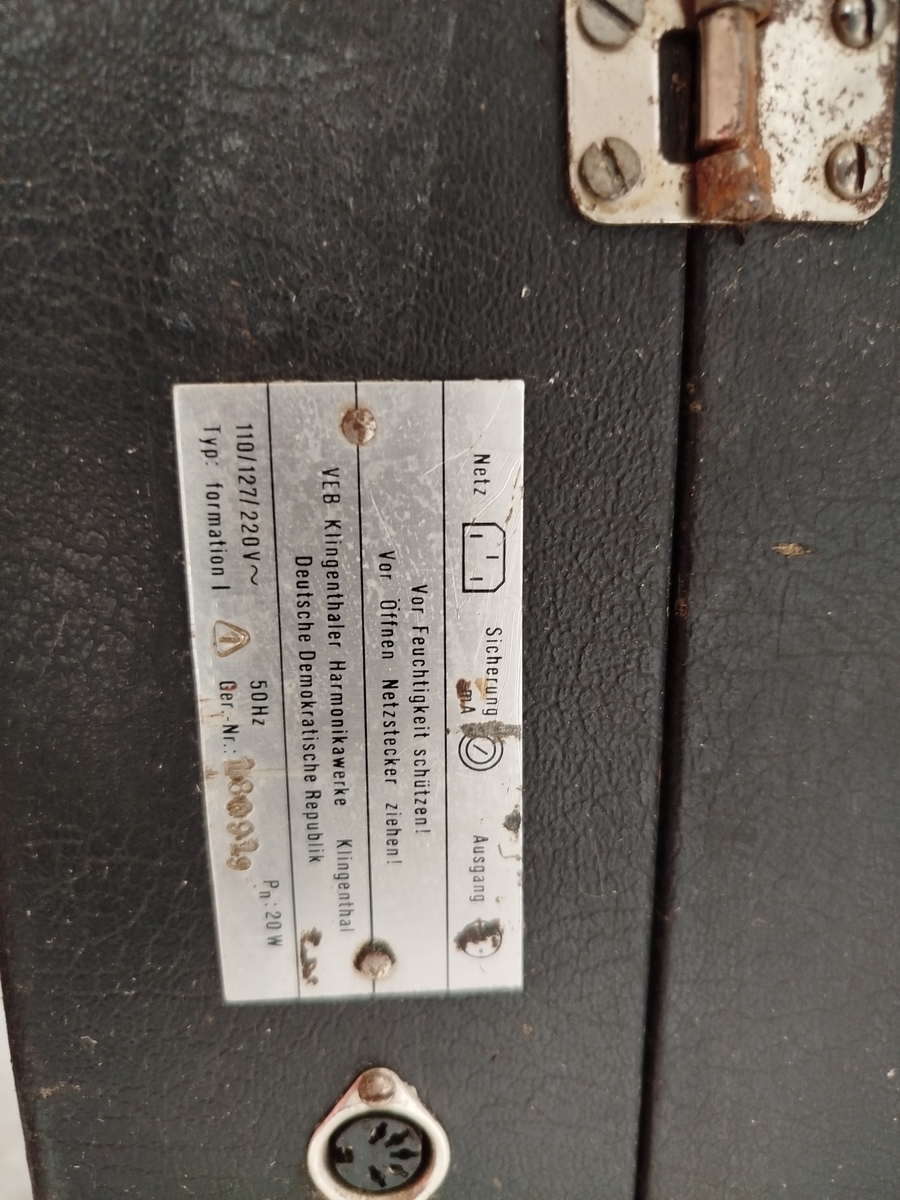 Netz Sicherung Ausgang
mA
Vor Feuchtigkeit schützen!
Vor Öffnen Netzstecker ziehen!
VEB Klingenthaler Harmonikawerke Klingenthal
Deutsche Demokratische Republik
110/127/220V~ 50Hz Pn: 20 W
Typ: formation I Ger.-Nr.: